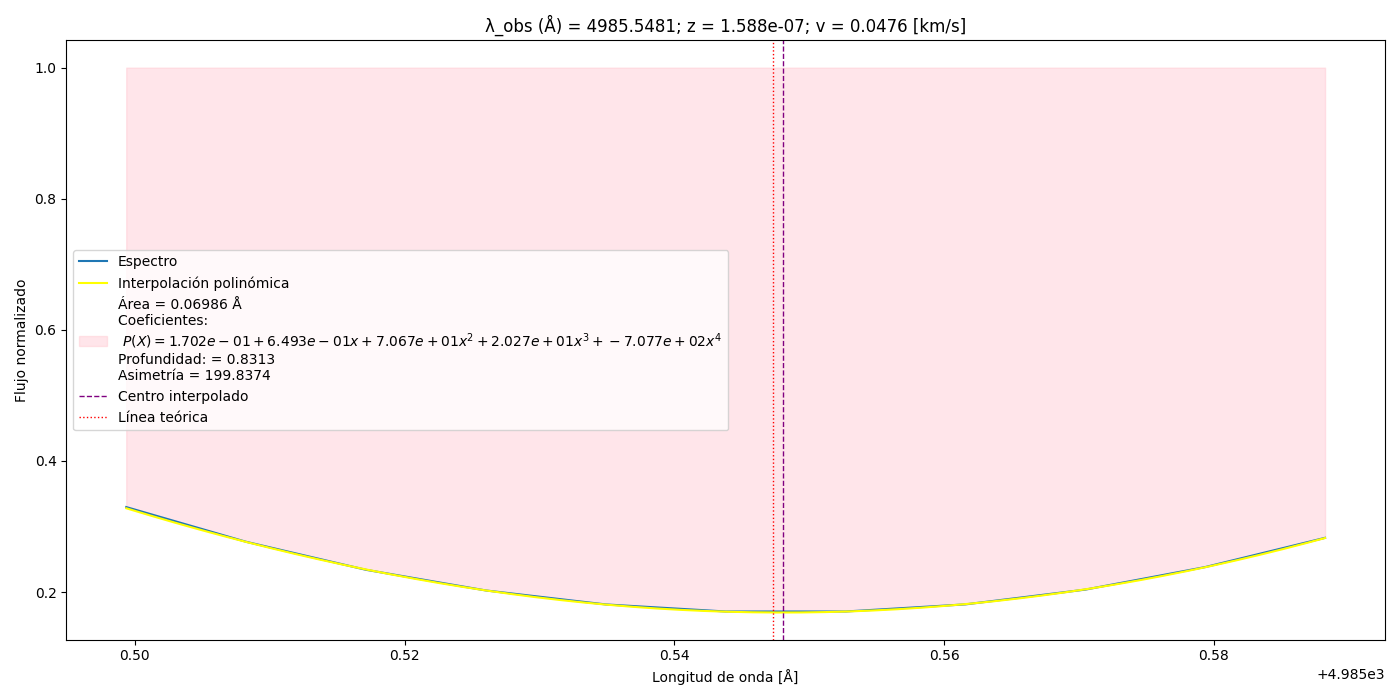 λ_obs (Å) = 4985.5481; z = 1.588e-07; v = 0.0476 [km/s]
Flujo normalizado
1.0
0.8
0.6
0.4
0.2
Espectro
Interpolación polinómica
Área = 0.06986 Å
Coeficientes:
P(X) = 1.702e − 01 + 6.493e − 01x + 7.067e + 01x² + 2.027e + 01x³ + −7.077e + 02x⁴
Profundidad: = 0.8313
Asimetría = 199.8374
Centro interpolado
Línea teórica
0.50 0.52 0.54 0.56 0.58
+4.985e3
Longitud de onda [Å]